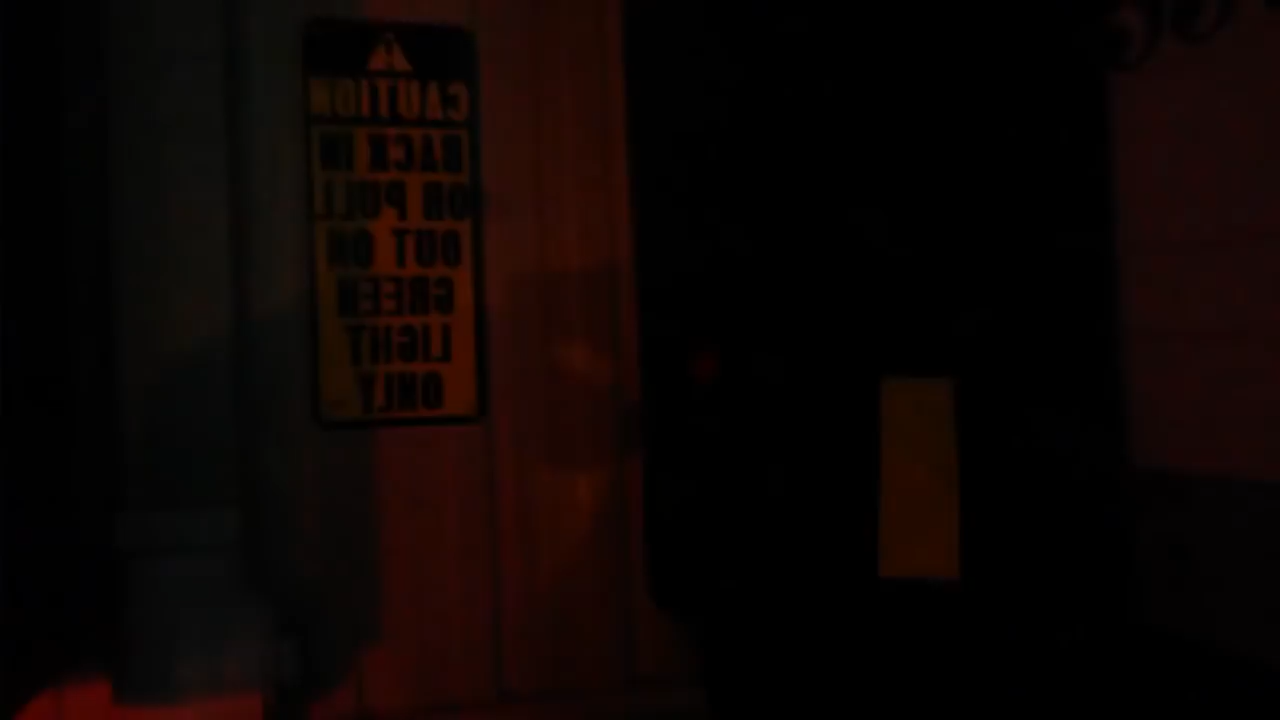 CAUTION
BACK IN
OR PULL
OUT ON
GREEN
LIGHT
ONLY